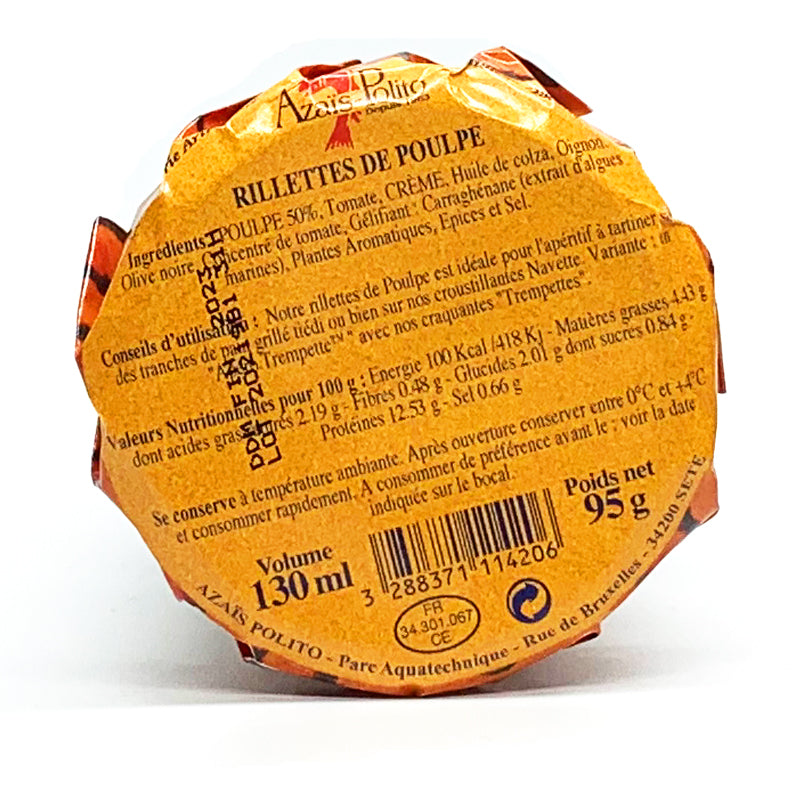 Azaïs-Polito
RILLETTES DE POULPE
Ingrédients POULPE 50%, Tomate, CRÈME, Huile de colza, Oignon,
Olive noire, concentré de tomate, Gélifiant : Carraghénane (extrait d'algues
marines), Plantes Aromatiques, Epices et Sel.
Conseils d'utilisation : Notre rillettes de Poulpe est idéale pour l'apéritif à tartiner
des tranches de pain grillé tiédi ou bien sur nos croustillantes Navette. Variante : en
"Trempette™" avec nos craquantes "Trempettes"
Valeurs Nutritionnelles pour 100 g : Energie 100 Kcal /418 Kj - Matières grasses 4.43 g
dont acides gras 2.19 g - Fibres 0.48 g - Glucides 2.01 g dont sucres 0.84 g -
Protéines 12.53 g - Sel 0.66 g
Se conserve à température ambiante. Après ouverture conserver entre 0°C et +4°C
et consommer rapidement. A consommer de préférence avant le : voir la date
indiquée sur le bocal.
DDM FIN 2023
LOT 2021281
Volume
130 ml
Poids net
95 g
3 288371 114206
FR
34.301.067
CE
AZAÏS POLITO - Parc Aquatechnique - Rue de Bruxelles - 34200 SETE